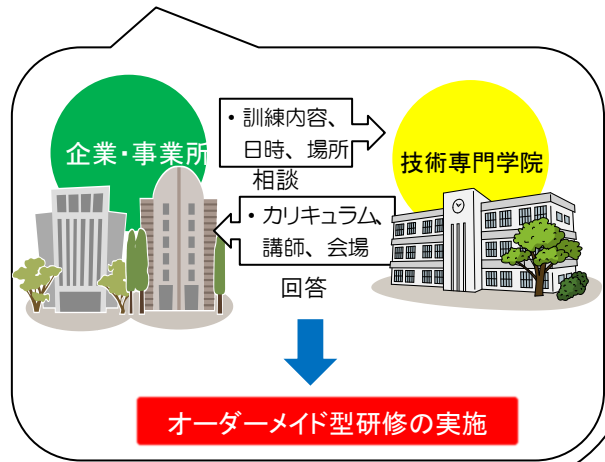 企業・事業所
・訓練内容、
日時、場所
相談
技術専門学院
・カリキュラム、
講師、会場
回答
オーダーメイド型研修の実施